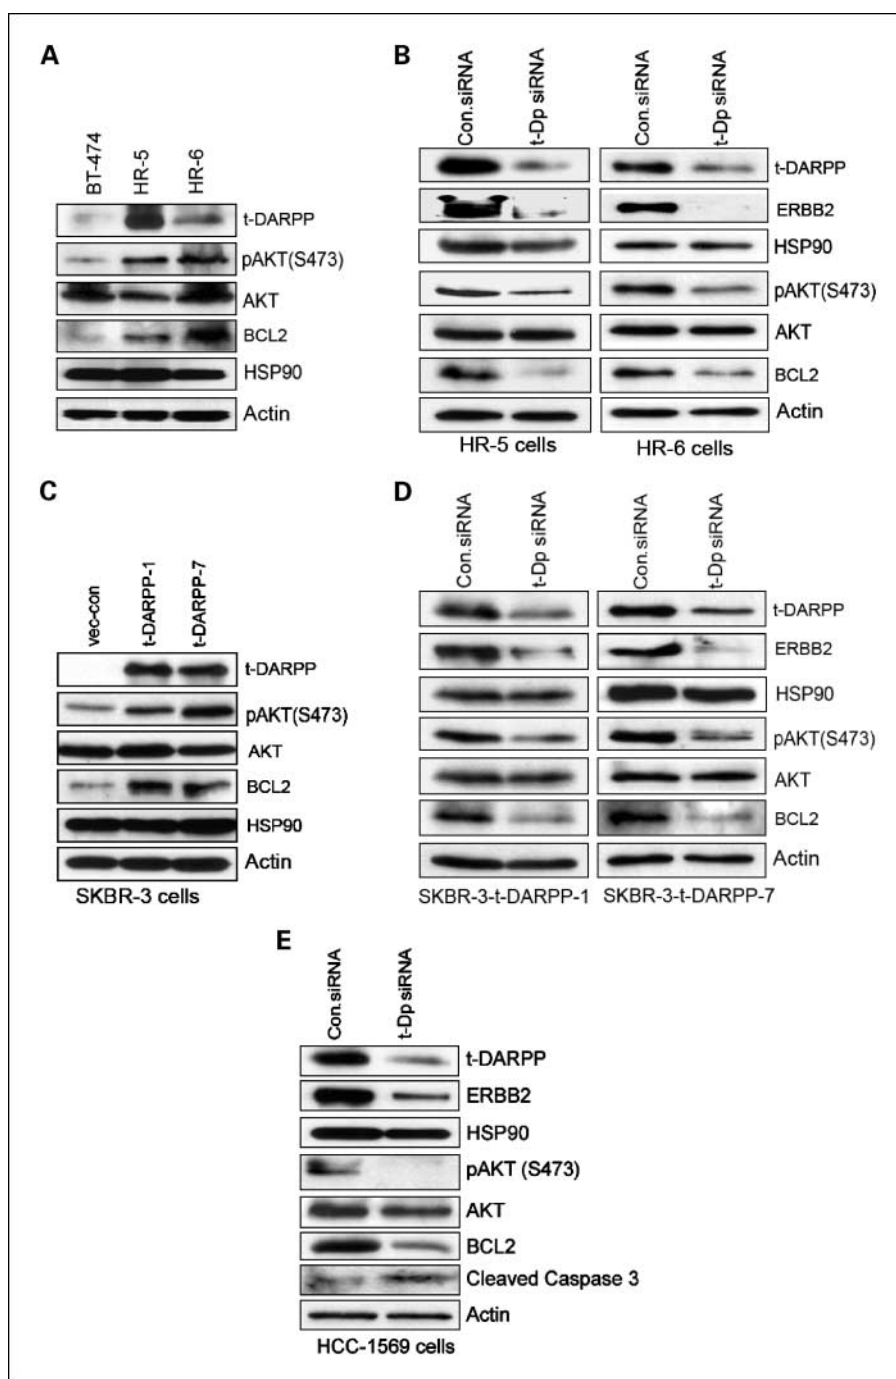 A
BT-474
HR-5
HR-6
t-DARPP
pAKT(S473)
AKT
BCL2
HSP90
Actin
B
Con.siRNA
t-Dp siRNA
Con.siRNA
t-Dp siRNA
t-DARPP
ERBB2
HSP90
pAKT(S473)
AKT
BCL2
Actin
HR-5 cells
HR-6 cells
C
vec-con
t-DARPP-1
t-DARPP-7
t-DARPP
pAKT(S473)
AKT
BCL2
HSP90
Actin
SKBR-3 cells
D
Con.siRNA
t-Dp siRNA
Con.siRNA
t-Dp siRNA
t-DARPP
ERBB2
HSP90
pAKT(S473)
AKT
BCL2
Actin
SKBR-3-t-DARPP-1
SKBR-3-t-DARPP-7
E
Con.siRNA
t-Dp siRNA
t-DARPP
ERBB2
HSP90
pAKT (S473)
AKT
BCL2
Cleaved Caspase 3
Actin
HCC-1569 cells